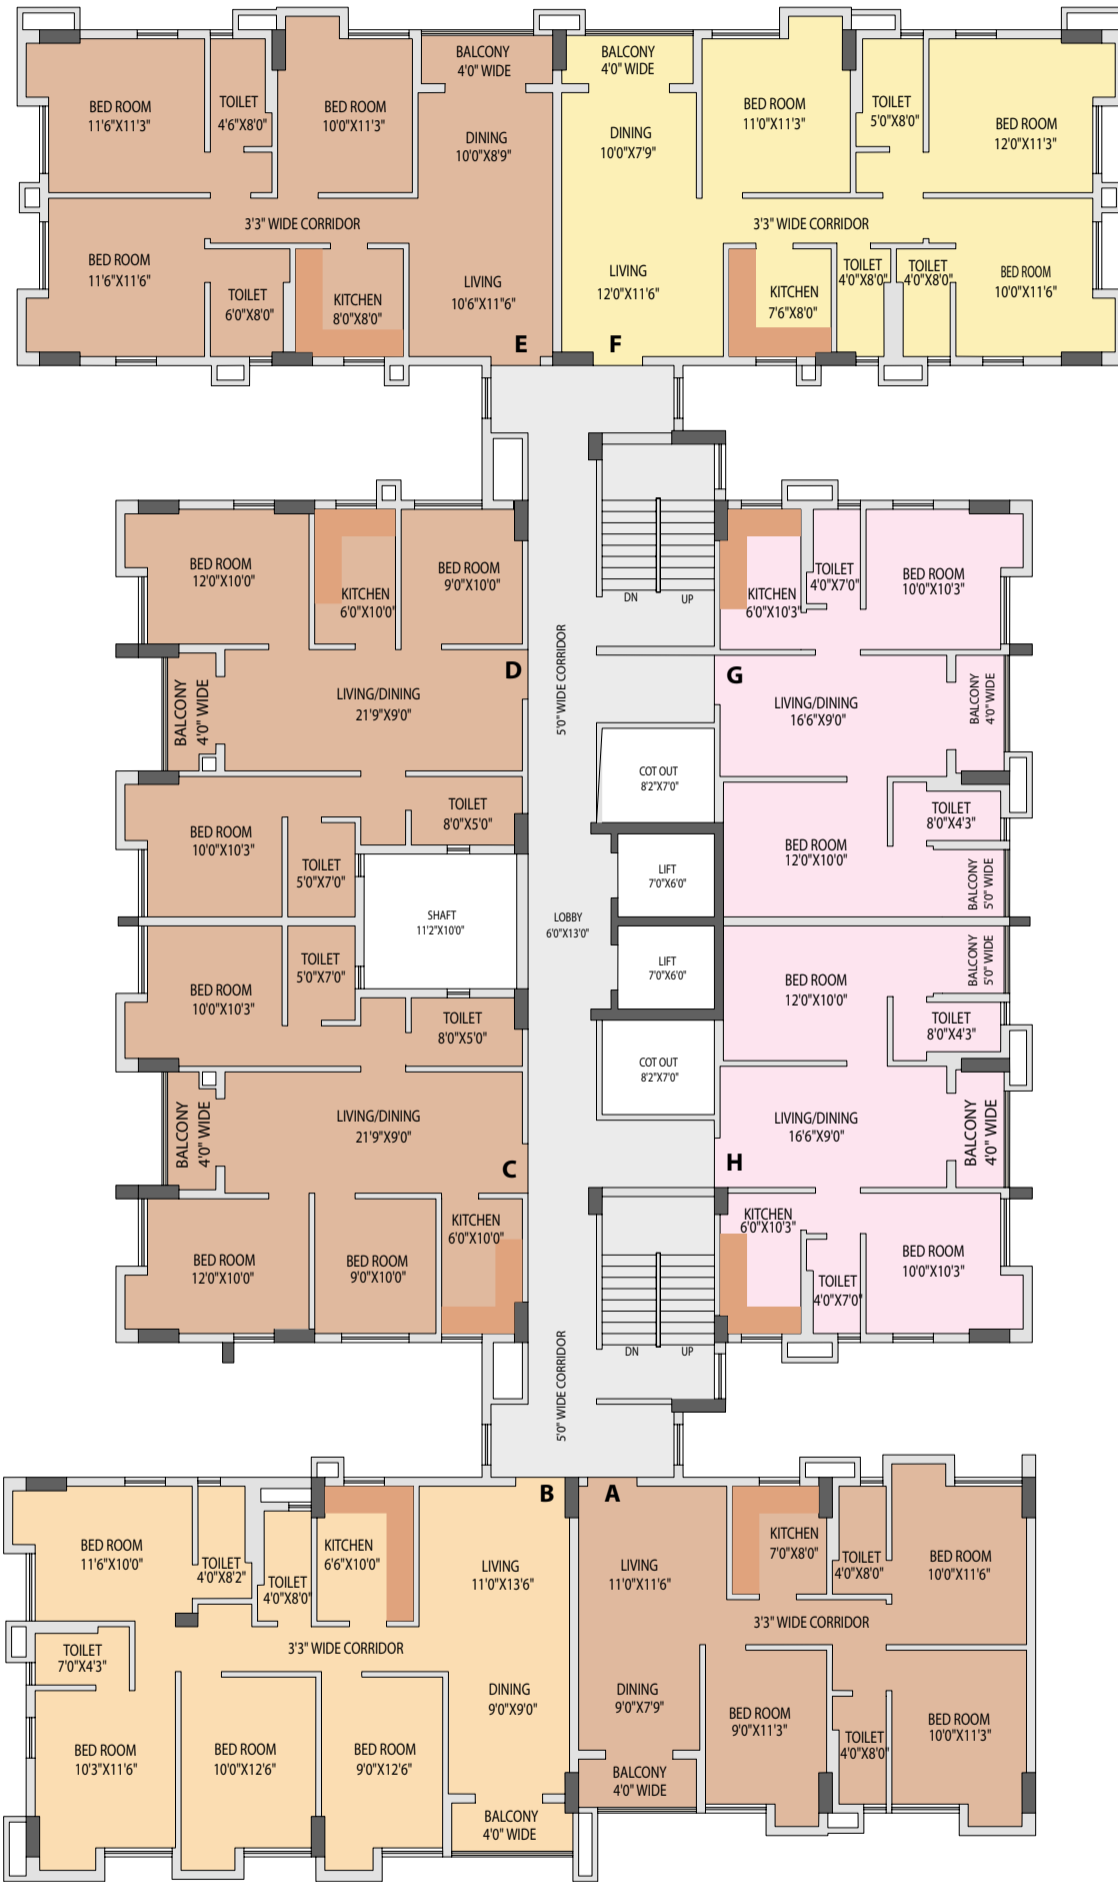 BED ROOM
11'6"X11'3"
TOILET
4'6"X8'0"
BED ROOM
10'0"X11'3"
BALCONY
4'0" WIDE
DINING
10'0"X8'9"
3'3" WIDE CORRIDOR
BED ROOM
11'6"X11'6"
TOILET
6'0"X8'0"
KITCHEN
8'0"X8'0"
LIVING
10'6"X11"6"
E
BALCONY
4'0" WIDE
DINING
10'0"X7'9"
BED ROOM
11'0"X11'3"
TOILET
5'0"X8'0"
BED ROOM
12'0"X11'3"
3'3" WIDE CORRIDOR
LIVING
12'0"X11'6"
KITCHEN
7'6"X8'0"
TOILET
4'0"X8'0"
TOILET
4'0"X8'0"
BED ROOM
10'0"X11'6"
F
BED ROOM
12'0"X10'0"
KITCHEN
6'0"X10'0"
BED ROOM
9'0"X10'0"
D
BALCONY
4'0" WIDE
LIVING/DINING
21'9"X9'0"
BED ROOM
10'0"X10'3"
TOILET
5'0"X7'0"
TOILET
8'0"X5'0"
SHAFT
11'2"X10'0"
DN
UP
5'0" WIDE CORRIDOR
COT OUT
8'2"X7'0"
LIFT
7'0"X6'0"
LOBBY
6'0"X13'0"
LIFT
7'0"X6'0"
COT OUT
8'2"X7'0"
KITCHEN
6'0"X10'3"
TOILET
4'0"X7'0"
BED ROOM
10'0"X10'3"
G
LIVING/DINING
16'6"X9'0"
BALCONY
4'0" WIDE
BED ROOM
12'0"X10'0"
TOILET
8'0"X4'3"
BALCONY
5'0" WIDE
BED ROOM
10'0"X10'3"
TOILET
5'0"X7'0"
TOILET
8'0"X5'0"
BALCONY
4'0" WIDE
LIVING/DINING
21'9"X9'0"
C
BED ROOM
12'0"X10'0"
BED ROOM
9'0"X10'0"
KITCHEN
6'0"X10'0"
BED ROOM
12'0"X10'0"
BALCONY
5'0" WIDE
TOILET
8'0"X4'3"
LIVING/DINING
16'6"X9'0"
BALCONY
4'0" WIDE
H
KITCHEN
6'0"X10'3"
TOILET
4'0"X7'0"
BED ROOM
10'0"X10'3"
DN
UP
5'0" WIDE CORRIDOR
B
BED ROOM
11'6"X10'0"
TOILET
4'0"X8'2"
TOILET
4'0"X8'0"
KITCHEN
6'6"X10'0"
LIVING
11'0"X13'6"
TOILET
7'0"X4'3"
3'3" WIDE CORRIDOR
DINING
9'0"X9'0"
BED ROOM
10'3"X11'6"
BED ROOM
10'0"X12'6"
BED ROOM
9'0"X12'6"
BALCONY
4'0" WIDE
A
LIVING
11'0"X11'6"
KITCHEN
7'0"X8'0"
TOILET
4'0"X8'0"
BED ROOM
10'0"X11'6"
3'3" WIDE CORRIDOR
DINING
9'0"X7'9"
BED ROOM
9'0"X11'3"
TOILET
4'0"X8'0"
BED ROOM
10'0"X11'3"
BALCONY
4'0" WIDE